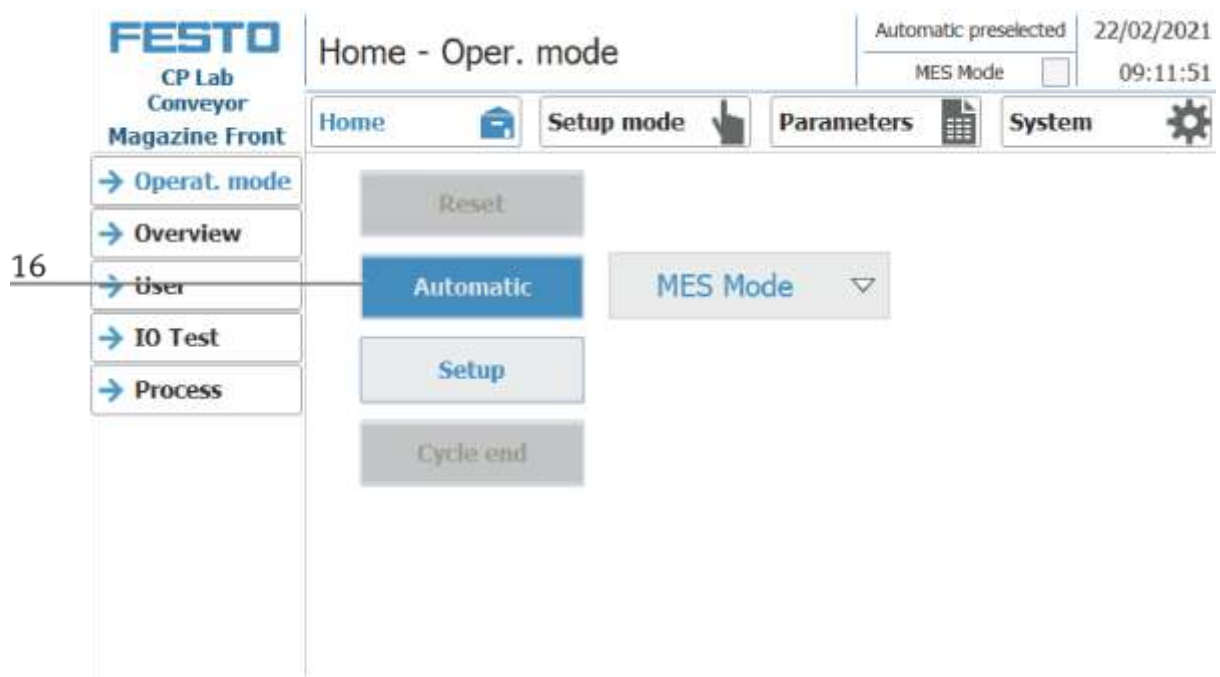 FESTO
CP Lab
Conveyor
Magazine Front
Home - Oper. mode
Automatic preselected
MES Mode
22/02/2021
09:11:51
Home
Setup mode
Parameters
System
Operat. mode
Overview
User
IO Test
Process
16
Reset
Automatic
MES Mode
Setup
Cycle end